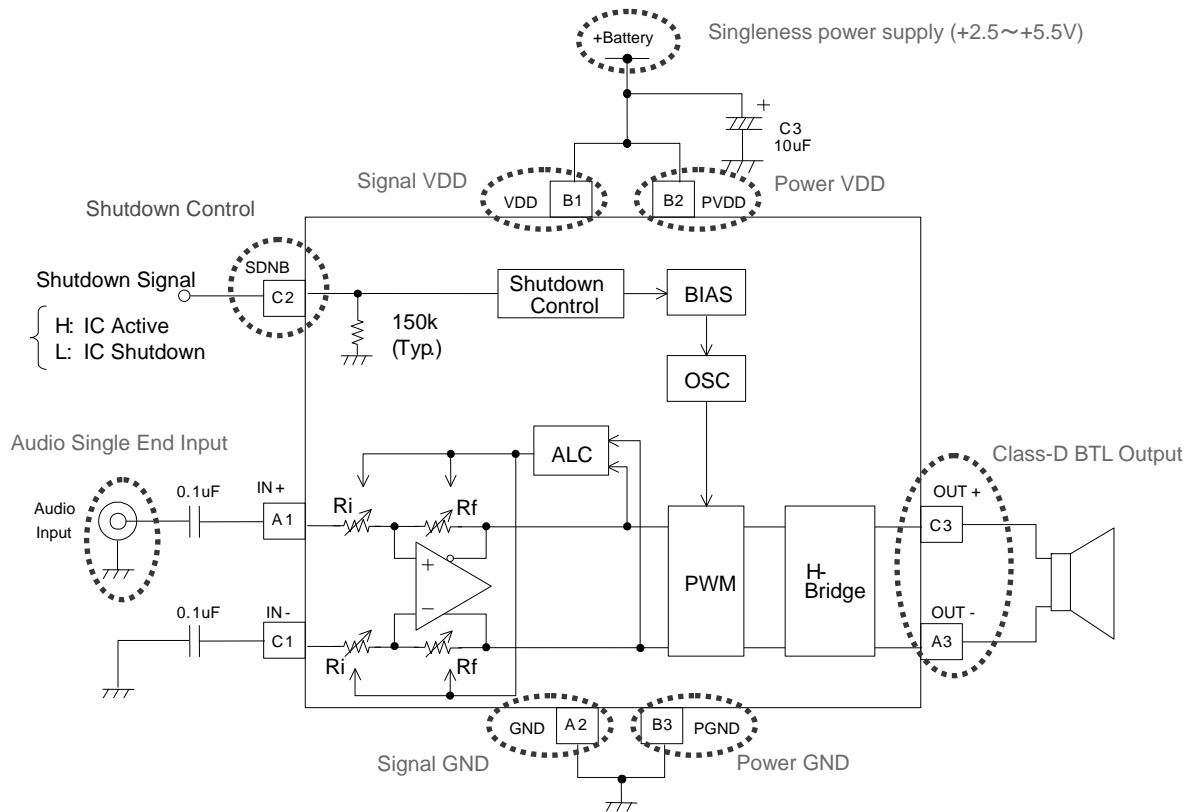 Singleness power supply (+2.5～+5.5V)
+Battery
+
C3
10uF
Signal VDD
Power VDD
VDD
B1
B2
PVDD
Shutdown Control
SDNB
Shutdown Signal
C2
H: IC Active
L: IC Shutdown
150k
(Typ.)
Shutdown
Control
BIAS
OSC
Audio Single End Input
ALC
Class-D BTL Output
Audio
Input
0.1uF
IN+
A1
Ri
Rf
+
−
PWM
H-
Bridge
OUT +
C3
0.1uF
IN-
C1
Ri
Rf
OUT -
A3
GND
A2
B3
PGND
Signal GND
Power GND